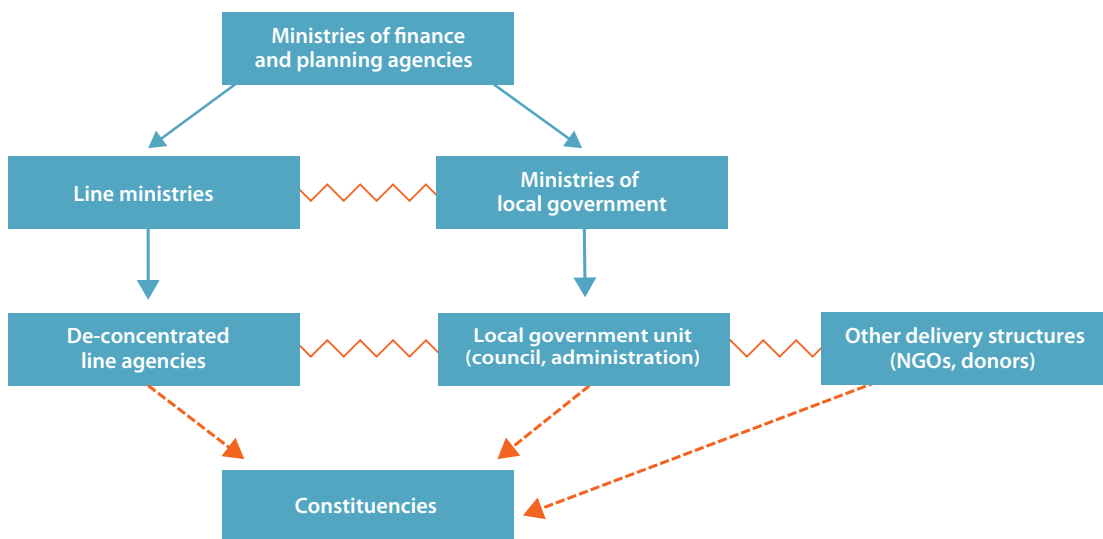 Ministries of finance
and planning agencies
Line ministries
Ministries of
local government
De-concentrated
line agencies
Local government unit
(council, administration)
Other delivery structures
(NGOs, donors)
Constituencies